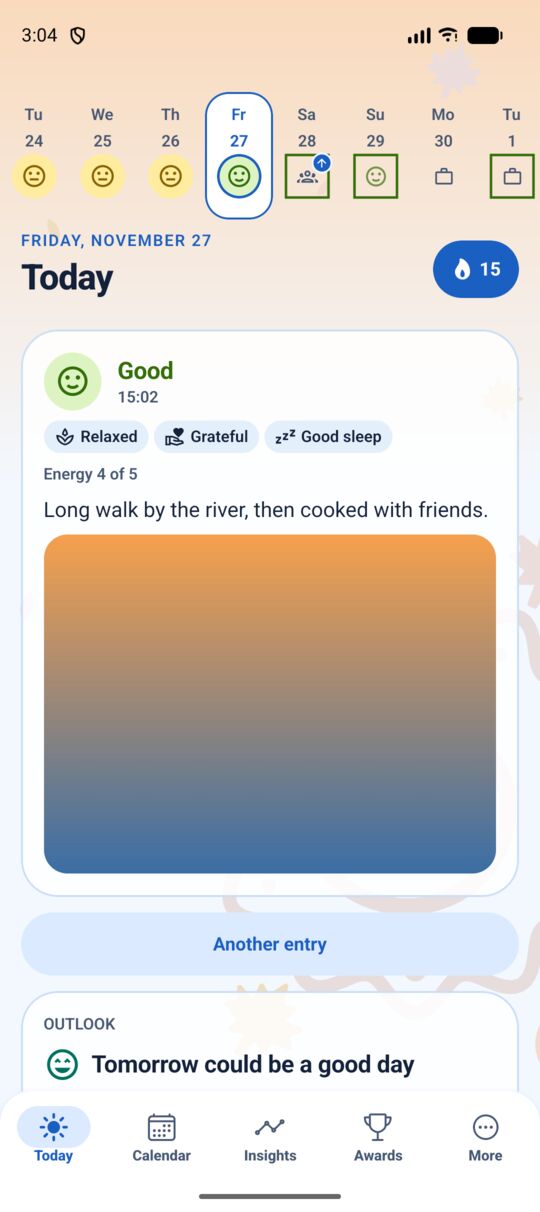 3:04
Tu We Th Fr Sa Su Mo Tu
24 25 26 27 28 29 30 1
FRIDAY, NOVEMBER 27
Today
15
Good
15:02
Relaxed
Grateful
zzz Good sleep
Energy 4 of 5
Long walk by the river, then cooked with friends.
Another entry
OUTLOOK
Tomorrow could be a good day
Today Calendar Insights Awards More